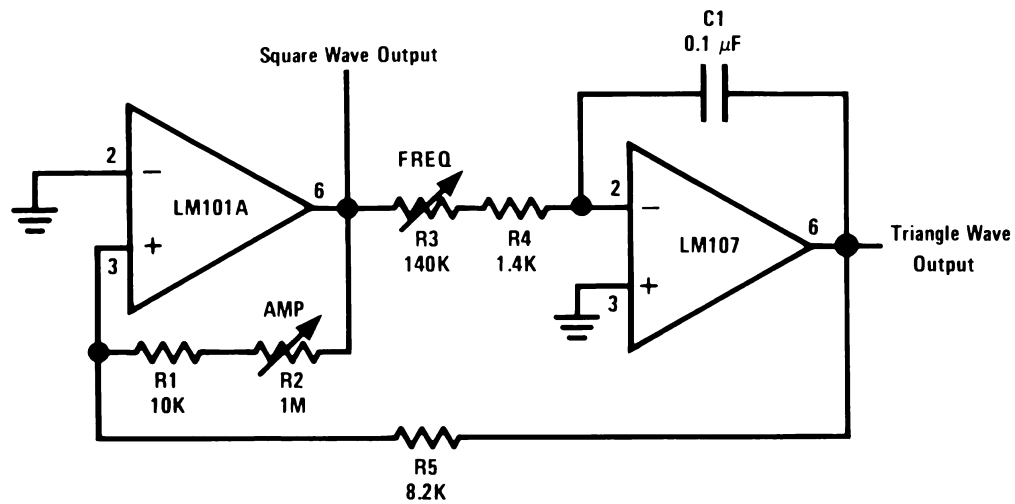 C1
0.1 μF
Square Wave Output
2
−
LM101A
6
+
3
FREQ
R3
140K
R4
1.4K
2
−
LM107
6
+
3
Triangle Wave
Output
AMP
R1
10K
R2
1M
R5
8.2K